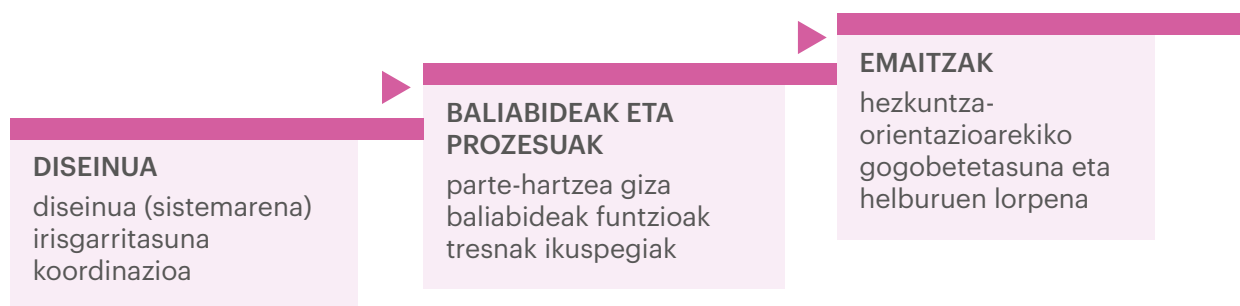 DISEINUA
diseinua (sistemarena)
irisgarritasuna
koordinazioa
BALIABIDEAK ETA
PROZESUAK
parte-hartzea giza
baliabideak funtzioak
tresnak ikuspegiak
EMAITZAK
hezkuntza-
orientazioarekiko
gogobetetasuna eta
helburuen lorpena